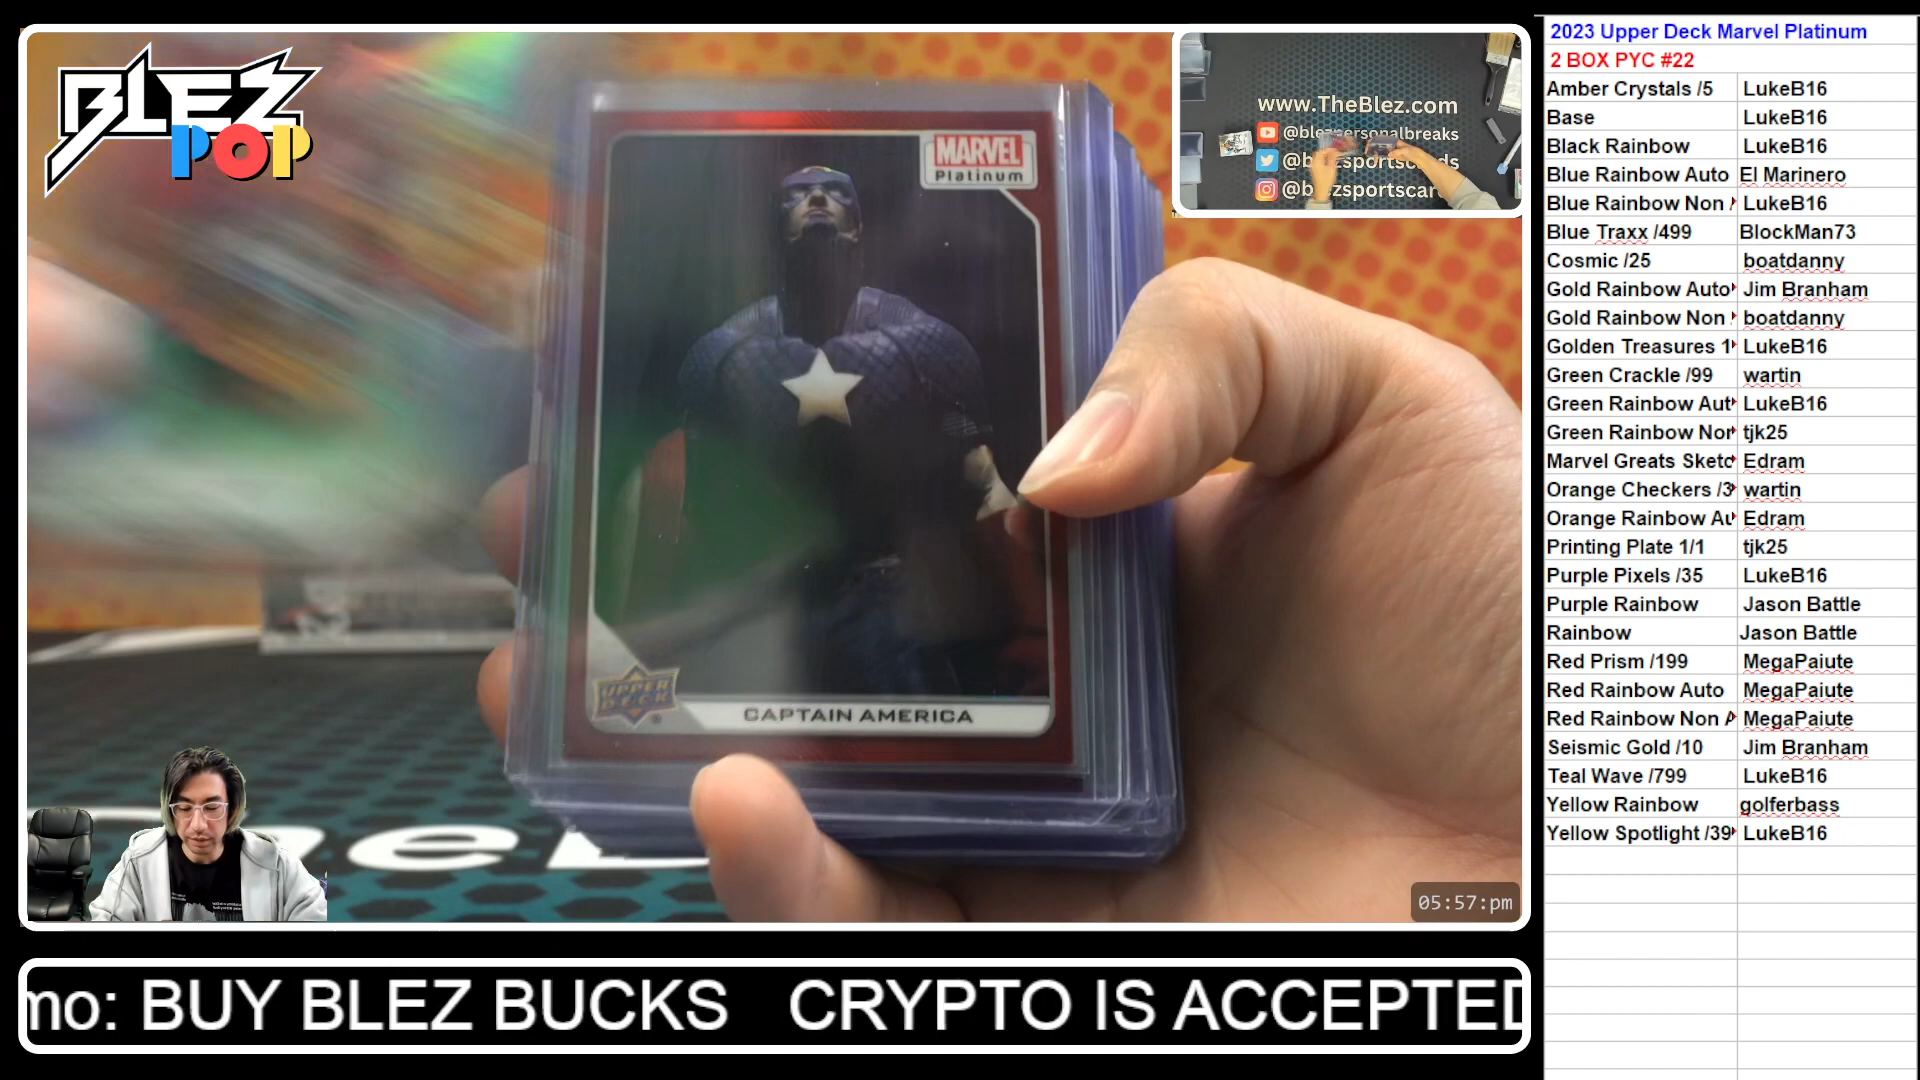 BLEZ
POP
MARVEL
Platinum
UPPER
DECK
CAPTAIN AMERICA
www.TheBlez.com
@blezpersonalbreaks
05:57:pm
mo: BUY BLEZ BUCKS CRYPTO IS ACCEPTED
2023 Upper Deck Marvel Platinum
2 BOX PYC #22
Amber Crystals /5 LukeB16
Base LukeB16
Black Rainbow LukeB16
Blue Rainbow Auto El Marinero
Blue Rainbow Non LukeB16
Blue Traxx /499 BlockMan73
Cosmic /25 boatdanny
Gold Rainbow Auto Jim Branham
Gold Rainbow Non boatdanny
Golden Treasures 1 LukeB16
Green Crackle /99 wartin
Green Rainbow Aut LukeB16
Green Rainbow Nor tjk25
Marvel Greats Sketc Edram
Orange Checkers /3 wartin
Orange Rainbow Au Edram
Printing Plate 1/1 tjk25
Purple Pixels /35 LukeB16
Purple Rainbow Jason Battle
Rainbow Jason Battle
Red Prism /199 MegaPaiute
Red Rainbow Auto MegaPaiute
Red Rainbow Non A MegaPaiute
Seismic Gold /10 Jim Branham
Teal Wave /799 LukeB16
Yellow Rainbow golferbass
Yellow Spotlight /39 LukeB16